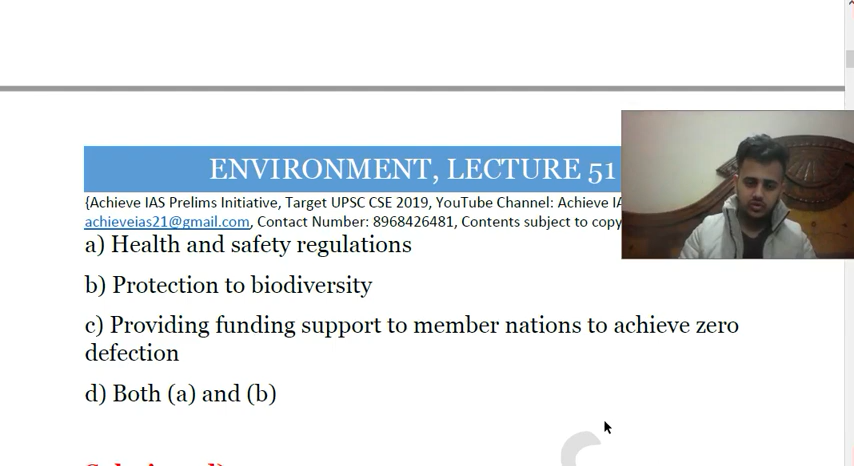 ENVIRONMENT, LECTURE 51
{Achieve IAS Prelims Initiative, Target UPSC CSE 2019, YouTube Channel: Achieve IA
achieveias21@gmail.com, Contact Number: 8968426481, Contents subject to copy
a) Health and safety regulations
b) Protection to biodiversity
c) Providing funding support to member nations to achieve zero
defection
d) Both (a) and (b)